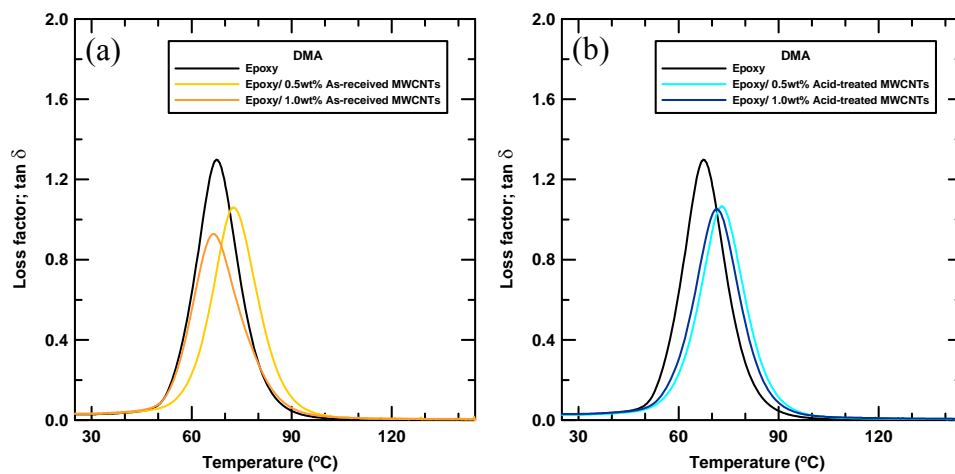 (a)
DMA
Epoxy
Epoxy/ 0.5wt% As-received MWCNTs
Epoxy/ 1.0wt% As-received MWCNTs
2.0
1.6
1.2
0.8
0.4
0.0
Loss factor; tan δ
30 60 90 120
Temperature (ºC)
(b)
DMA
Epoxy
Epoxy/ 0.5wt% Acid-treated MWCNTs
Epoxy/ 1.0wt% Acid-treated MWCNTs
2.0
1.6
1.2
0.8
0.4
0.0
Loss factor; tan δ
30 60 90 120
Temperature (ºC)